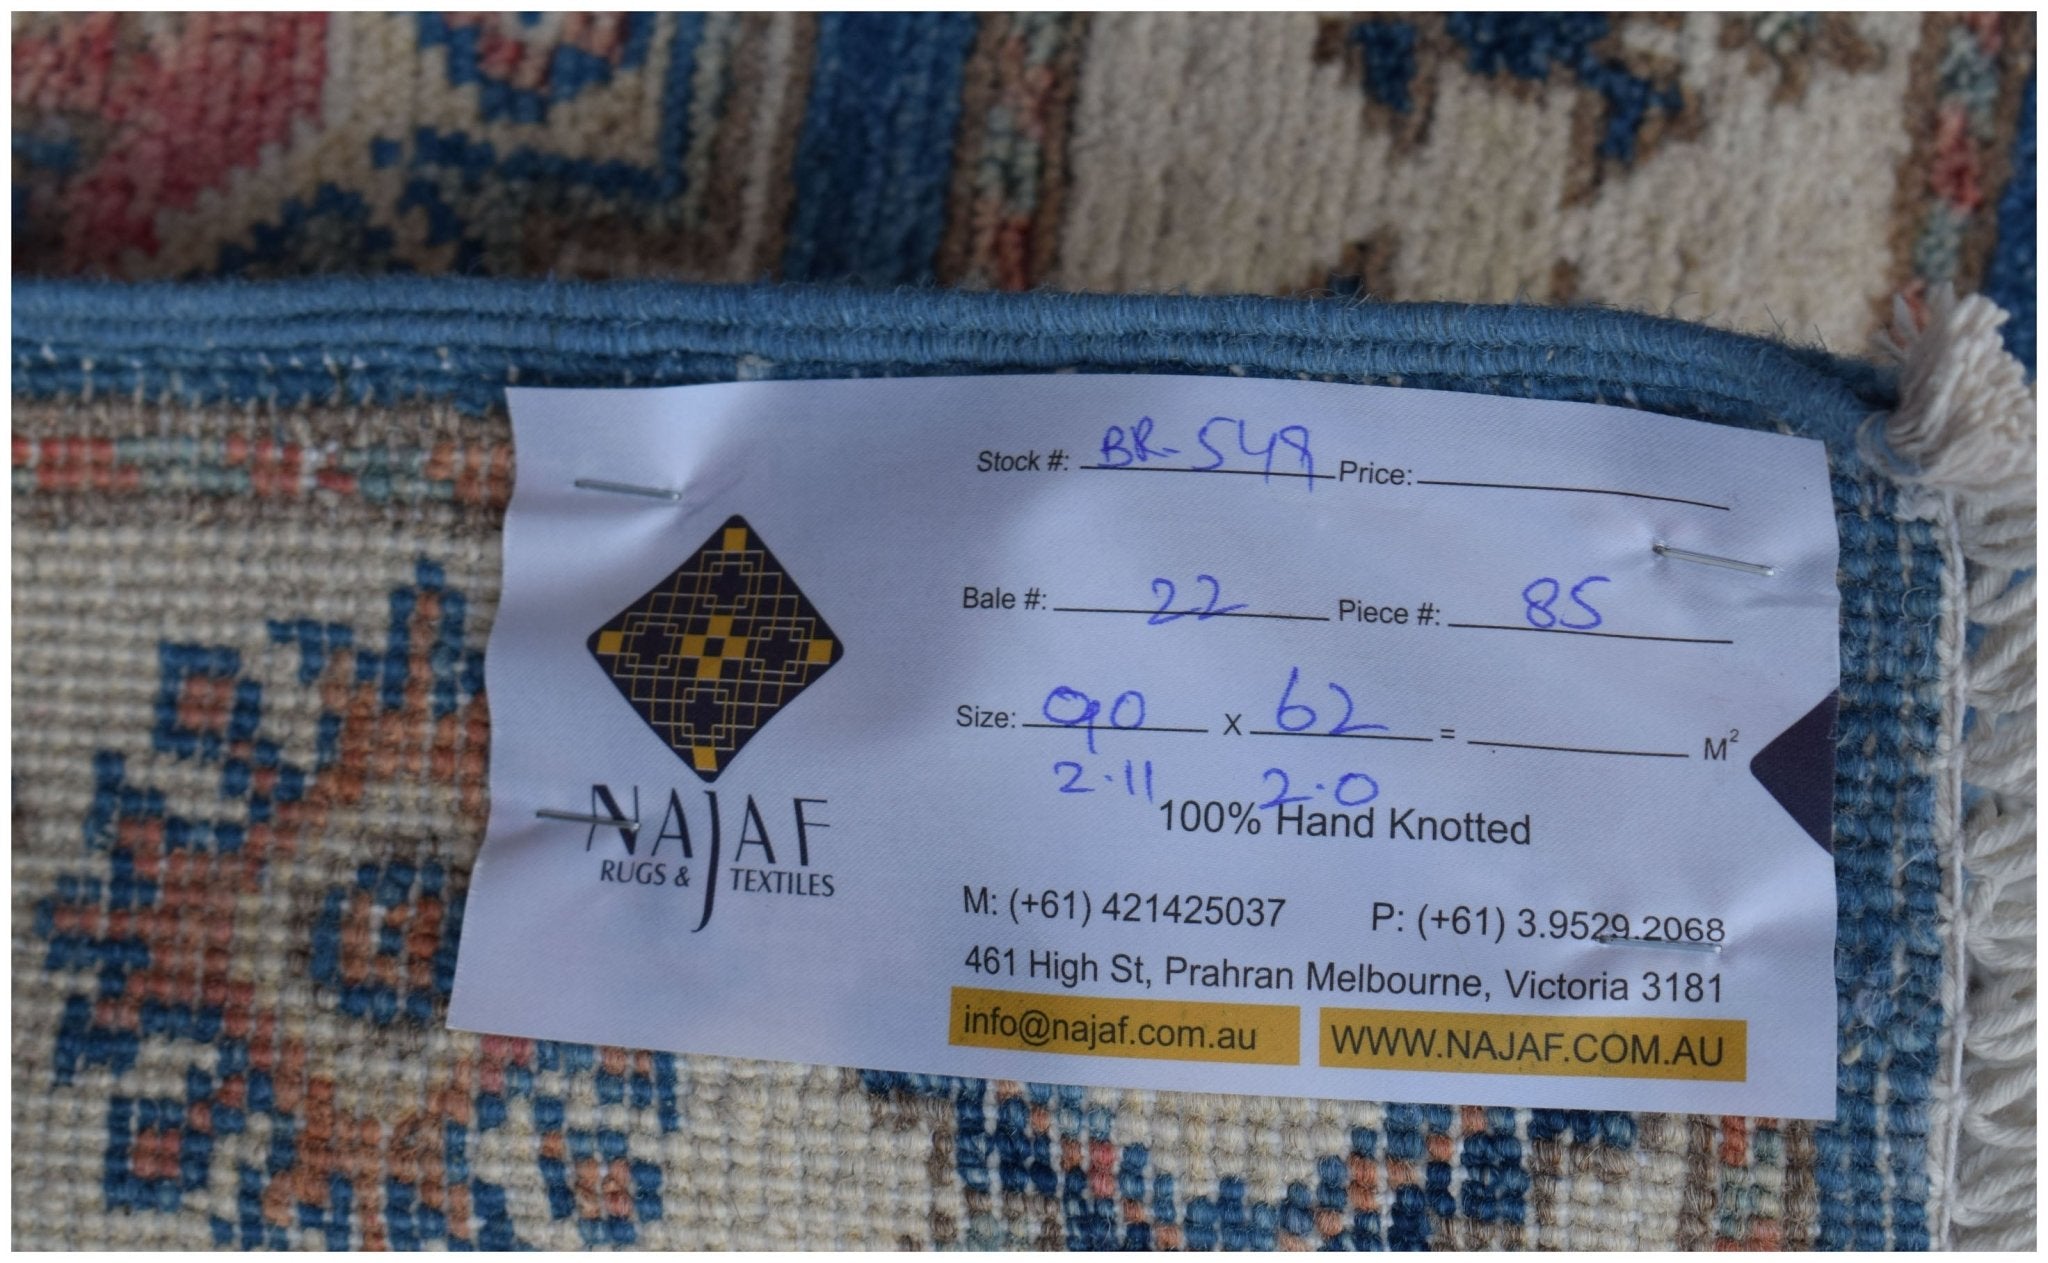 Stock #: BR-549 Price:
Bale #: 22 Piece #: 85
Size: 90 x 62 = M²
2.11 2.0
100% Hand Knotted
NAJAF
RUGS & TEXTILES
M: (+61) 421425037 P: (+61) 3.9529.2068
461 High St, Prahran Melbourne, Victoria 3181
info@najaf.com.au WWW.NAJAF.COM.AU